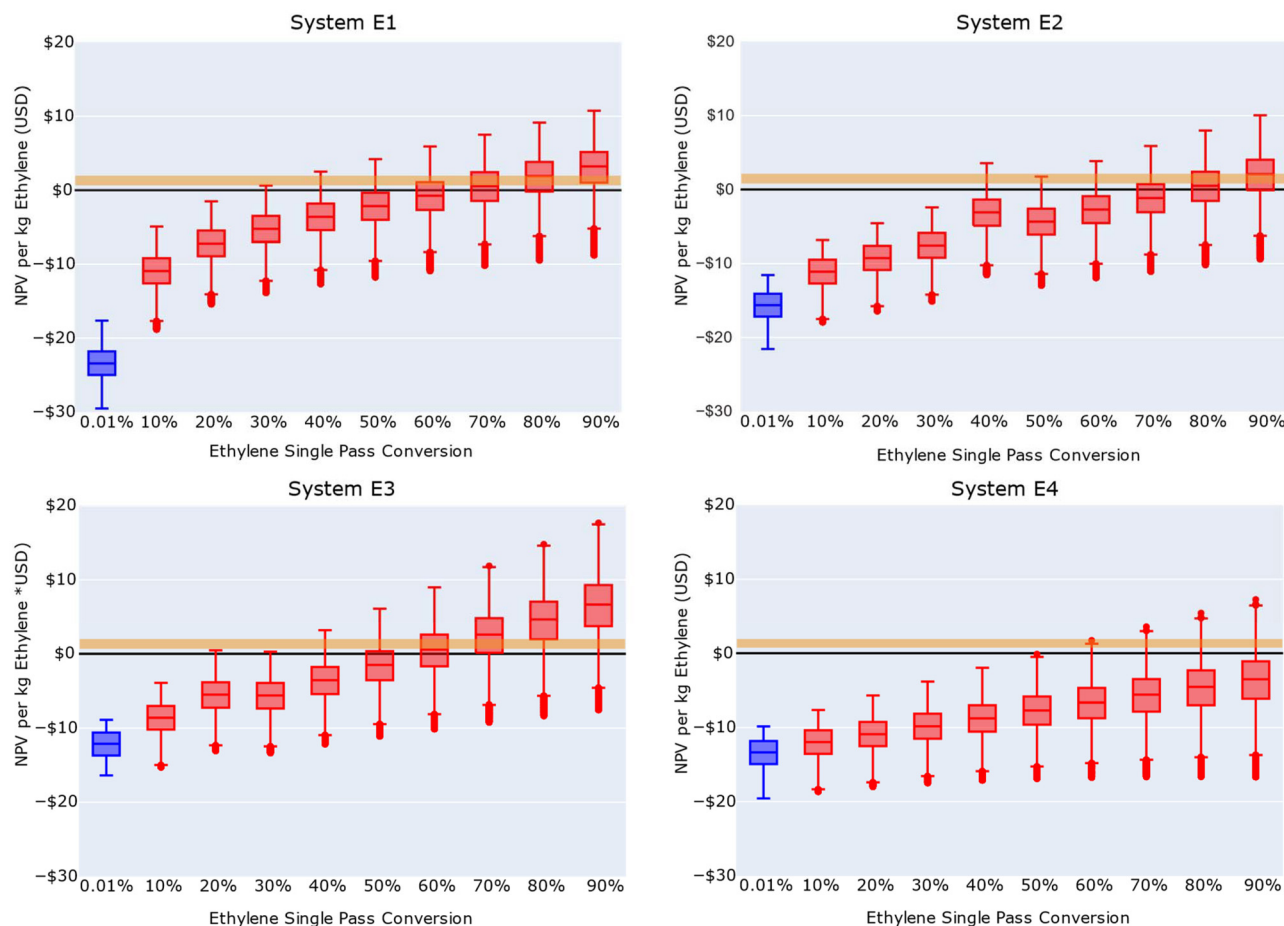 System E1
$20
$10
$0
−$10
−$20
−$30
NPV per kg Ethylene (USD)
0.01% 10% 20% 30% 40% 50% 60% 70% 80% 90%
Ethylene Single Pass Conversion
System E2
$20
$10
$0
−$10
−$20
−$30
NPV per kg Ethylene (USD)
0.01% 10% 20% 30% 40% 50% 60% 70% 80% 90%
Ethylene Single Pass Conversion
System E3
$20
$10
$0
−$10
−$20
−$30
NPV per kg Ethylene *USD)
0.01% 10% 20% 30% 40% 50% 60% 70% 80% 90%
Ethylene Single Pass Conversion
System E4
$20
$10
$0
−$10
−$20
−$30
NPV per kg Ethylene (USD)
0.01% 10% 20% 30% 40% 50% 60% 70% 80% 90%
Ethylene Single Pass Conversion